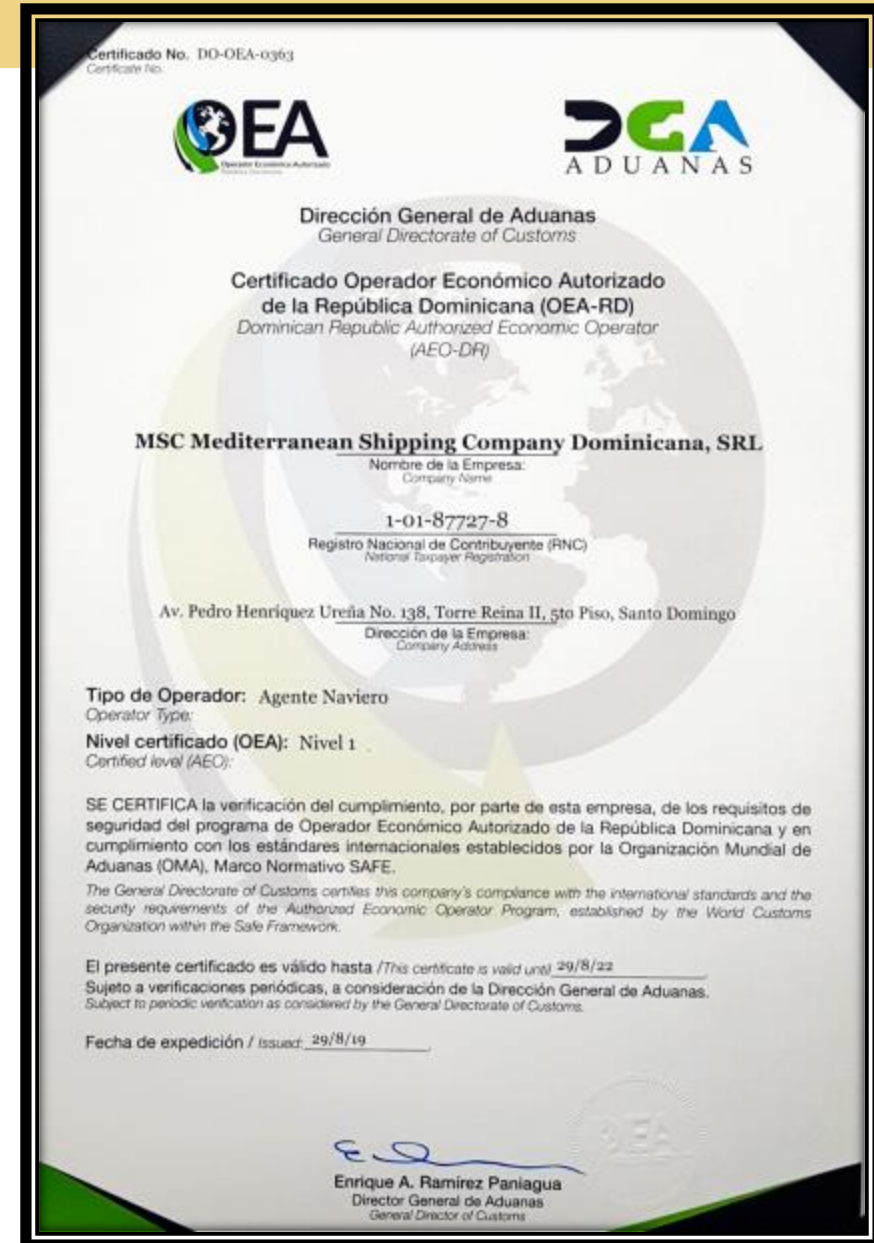 Certificado No. DO-OEA-0363
Certificate No.
OEA
Operador Económico Autorizado
DGA
ADUANAS
Dirección General de Aduanas
General Directorate of Customs
Certificado Operador Económico Autorizado
de la República Dominicana (OEA-RD)
Dominican Republic Authorized Economic Operator
(AEO-DR)
MSC Mediterranean Shipping Company Dominicana, SRL
Nombre de la Empresa:
Company Name
1-01-87727-8
Registro Nacional de Contribuyente (RNC)
National Taxpayer Registration
Av. Pedro Henríquez Ureña No. 138, Torre Reina II, 5to Piso, Santo Domingo
Dirección de la Empresa:
Company Address
Tipo de Operador: Agente Naviero
Operator Type:
Nivel certificado (OEA): Nivel 1
Certified level (AEO):
SE CERTIFICA la verificación del cumplimiento, por parte de esta empresa, de los requisitos de
seguridad del programa de Operador Económico Autorizado de la República Dominicana y en
cumplimiento con los estándares internacionales establecidos por la Organización Mundial de
Aduanas (OMA), Marco Normativo SAFE.
The General Directorate of Customs certifies this company's compliance with the international standards and the
security requirements of the Authorized Economic Operator Program, established by the World Customs
Organization within the Safe Framework.
El presente certificado es válido hasta /This certificate is valid until 29/8/22
Sujeto a verificaciones periódicas, a consideración de la Dirección General de Aduanas.
Subject to periodic verification as considered by the General Directorate of Customs.
Fecha de expedición / Issued: 29/8/19
OEA
Enrique A. Ramírez Paniagua
Director General de Aduanas
General Director of Customs